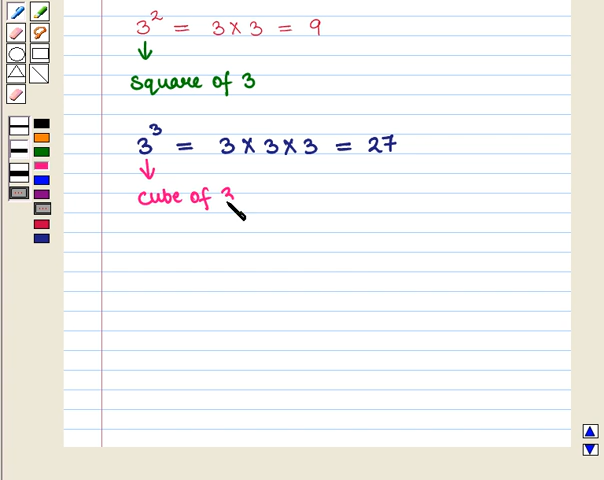 3² = 3 × 3 = 9
Square of 3
3³ = 3 × 3 × 3 = 27
Cube of 3